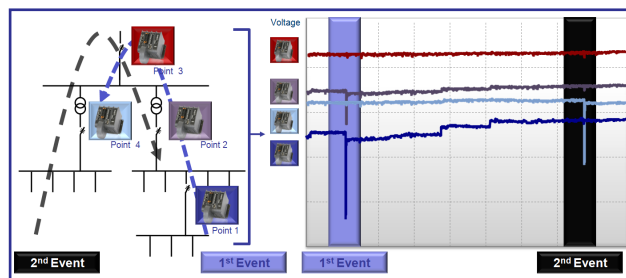 Voltage
Point 3
Point 4
Point 2
Point 1
2nd Event
1st Event
1st Event
2nd Event